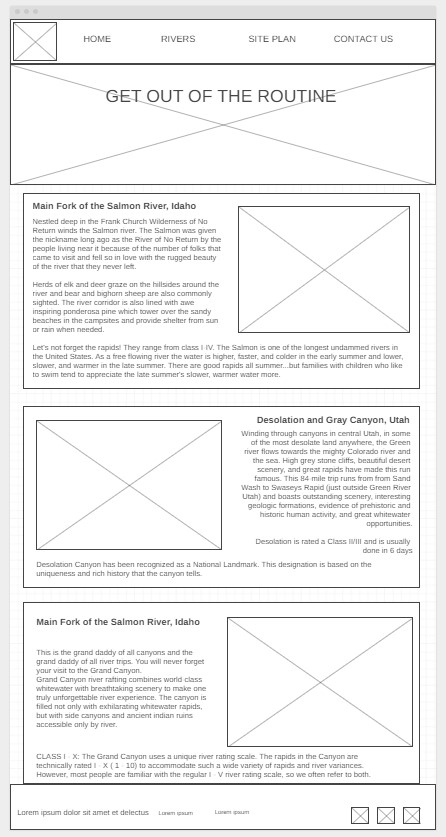 HOME RIVERS SITE PLAN CONTACT US
GET OUT OF THE ROUTINE
Main Fork of the Salmon River, Idaho
Nestled deep in the Frank Church Wilderness of No
Return winds the Salmon river. The Salmon was given
the nickname long ago as the River of No Return by the
people living near it because of the number of folks that
came to visit and fell so in love with the rugged beauty
of the river that they never left.
Herds of elk and deer graze on the hillsides around the
river and bear and bighorn sheep are also commonly
sighted. The river corridor is also lined with awe
inspiring ponderosa pine which tower over the sandy
beaches in the campsites and provide shelter from sun
or rain when needed.
Let's not forget the rapids! They range from class I-IV. The Salmon is one of the longest undammed rivers in
the United States. As a free flowing river the water is higher, faster, and colder in the early summer and lower,
slower, and warmer in the late summer. There are good rapids all summer...but families with children who like
to swim tend to appreciate the late summer's slower, warmer water more.
Desolation and Gray Canyon, Utah
Winding through canyons in central Utah, in some
of the most desolate land anywhere, the Green
river flows towards the mighty Colorado river and
the sea. High grey stone cliffs, beautiful desert
scenery, and great rapids have made this run
famous. This 84 mile trip runs from from Sand
Wash to Swaseys Rapid (just outside Green River
Utah) and boasts outstanding scenery, interesting
geologic formations, evidence of prehistoric and
historic human activity, and great whitewater
opportunities.
Desolation is rated a Class II/III and is usually
done in 6 days
Desolation Canyon has been recognized as a National Landmark. This designation is based on the
uniqueness and rich history that the canyon tells.
Main Fork of the Salmon River, Idaho
This is the grand daddy of all canyons and the
grand daddy of all river trips. You will never forget
your visit to the Grand Canyon.
Grand Canyon river rafting combines world class
whitewater with breathtaking scenery to make one
truly unforgettable river experience. The canyon is
filled not only with exhilarating whitewater rapids,
but with side canyons and ancient indian ruins
accessible only by river.
CLASS I - X: The Grand Canyon uses a unique river rating scale. The rapids in the Canyon are
technically rated I - X ( 1 - 10) to accommodate such a wide variety of rapids and river variances.
However, most people are familiar with the regular I - V river rating scale, so we often refer to both.
Lorem ipsum dolor sit amet et delectus Lorem ipsum Lorem ipsum